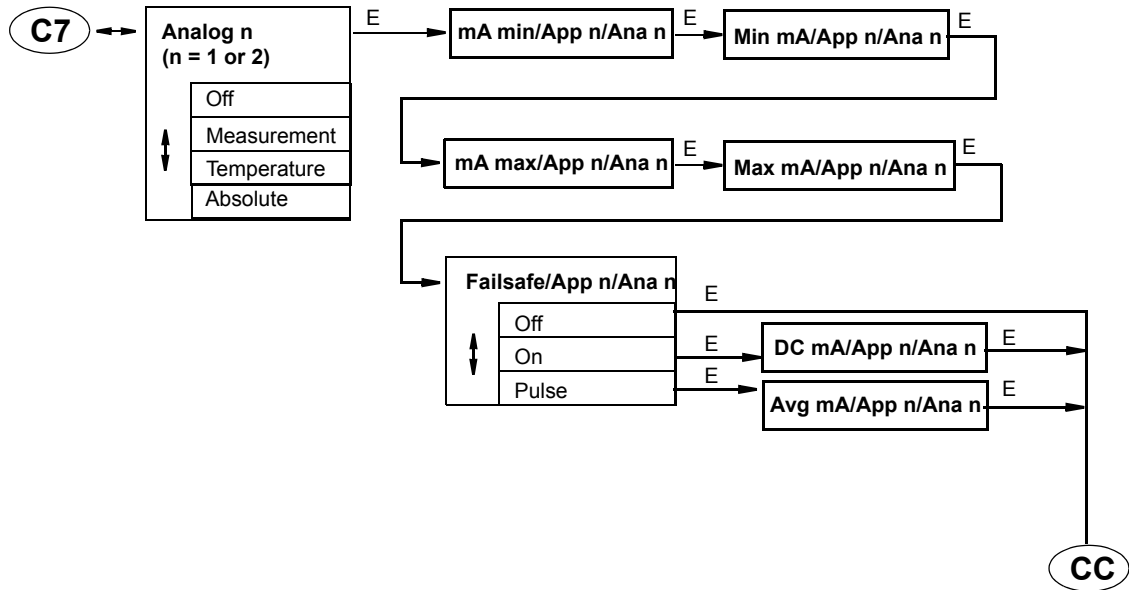 C7
Analog n
(n = 1 or 2)
Off
Measurement
Temperature
Absolute
E
mA min/App n/Ana n
E
Min mA/App n/Ana n
E
mA max/App n/Ana n
E
Max mA/App n/Ana n
E
Failsafe/App n/Ana n
Off
On
Pulse
E
E
DC mA/App n/Ana n
E
E
Avg mA/App n/Ana n
E
CC